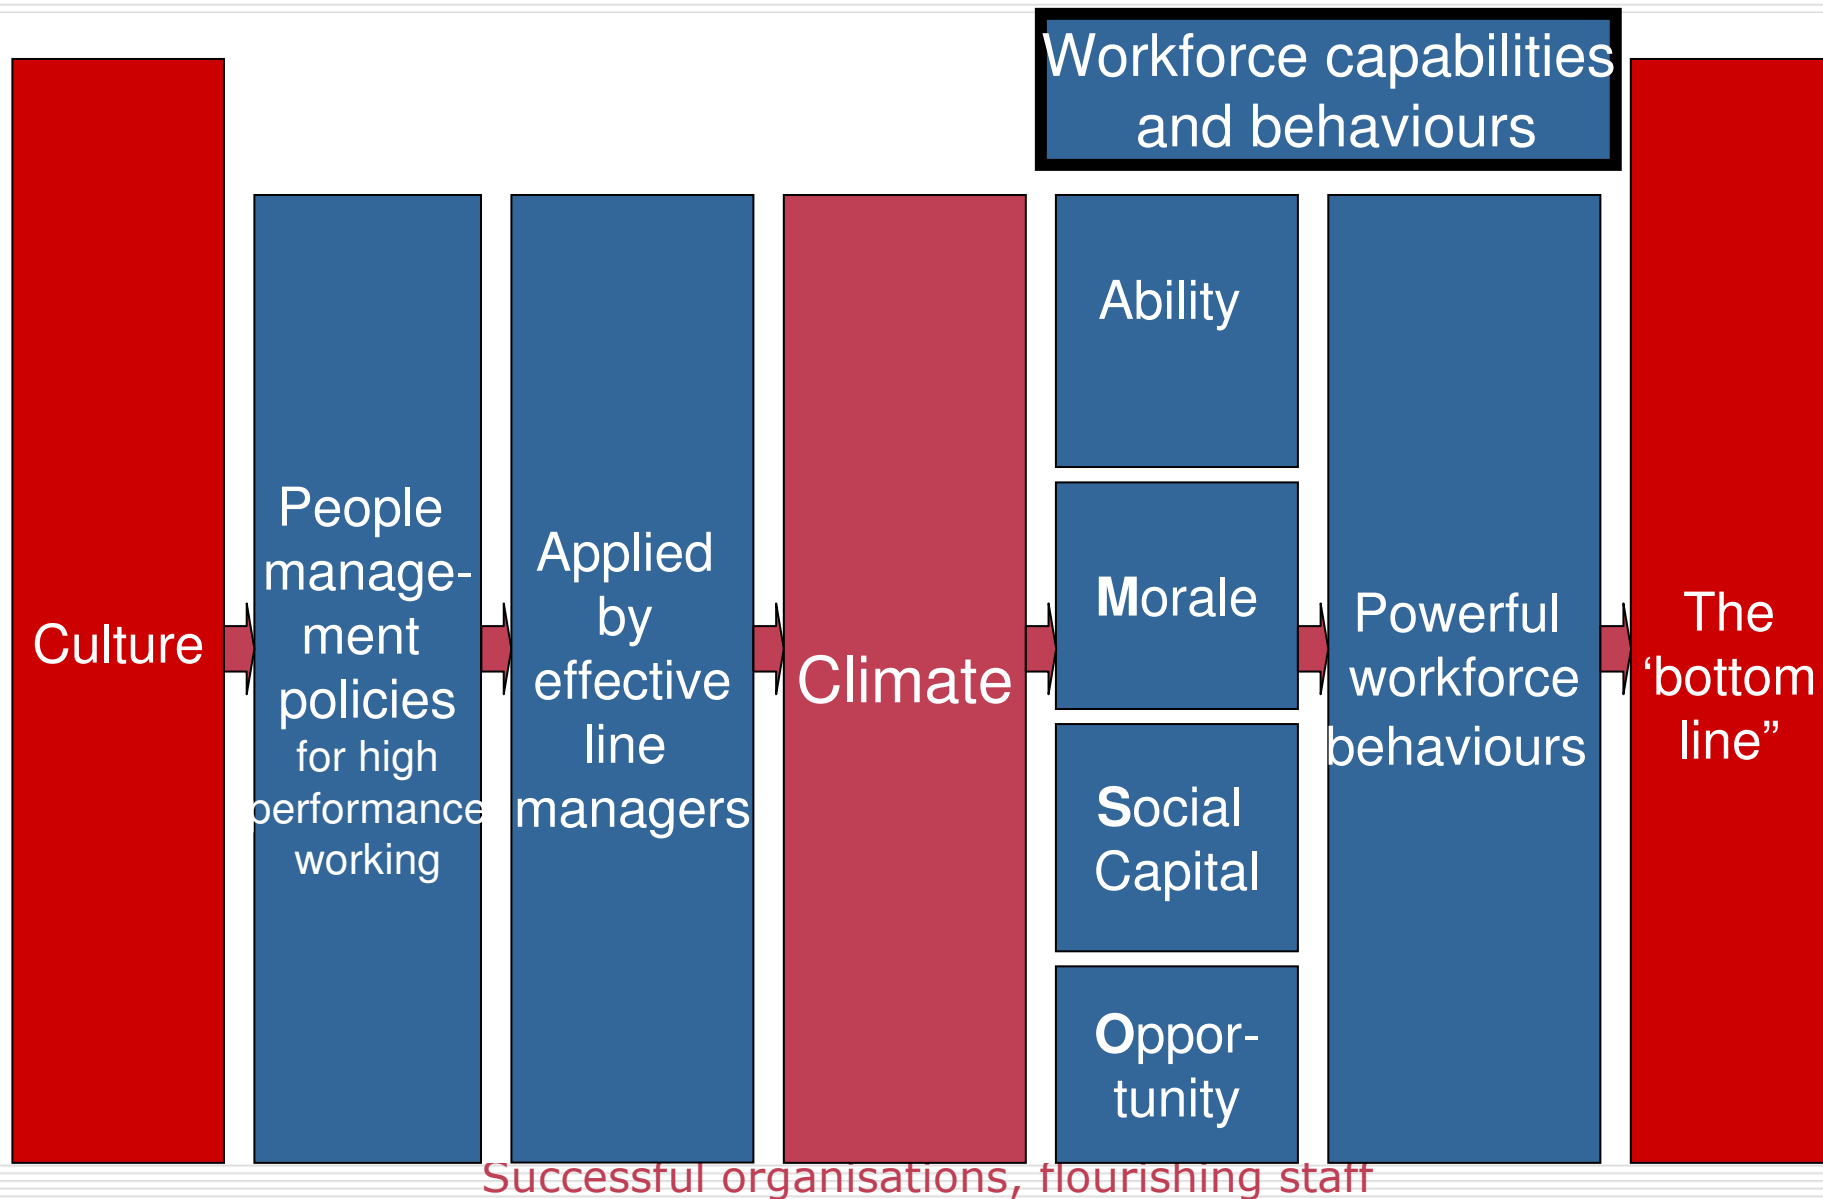 Workforce capabilities
and behaviours
Culture
People
manage-
ment
policies
for high
performance
working
Applied
by
effective
line
managers
Climate
Ability
Morale
Social
Capital
Oppor-
tunity
Powerful
workforce
behaviours
The
‘bottom
line”
Successful organisations, flourishing staff